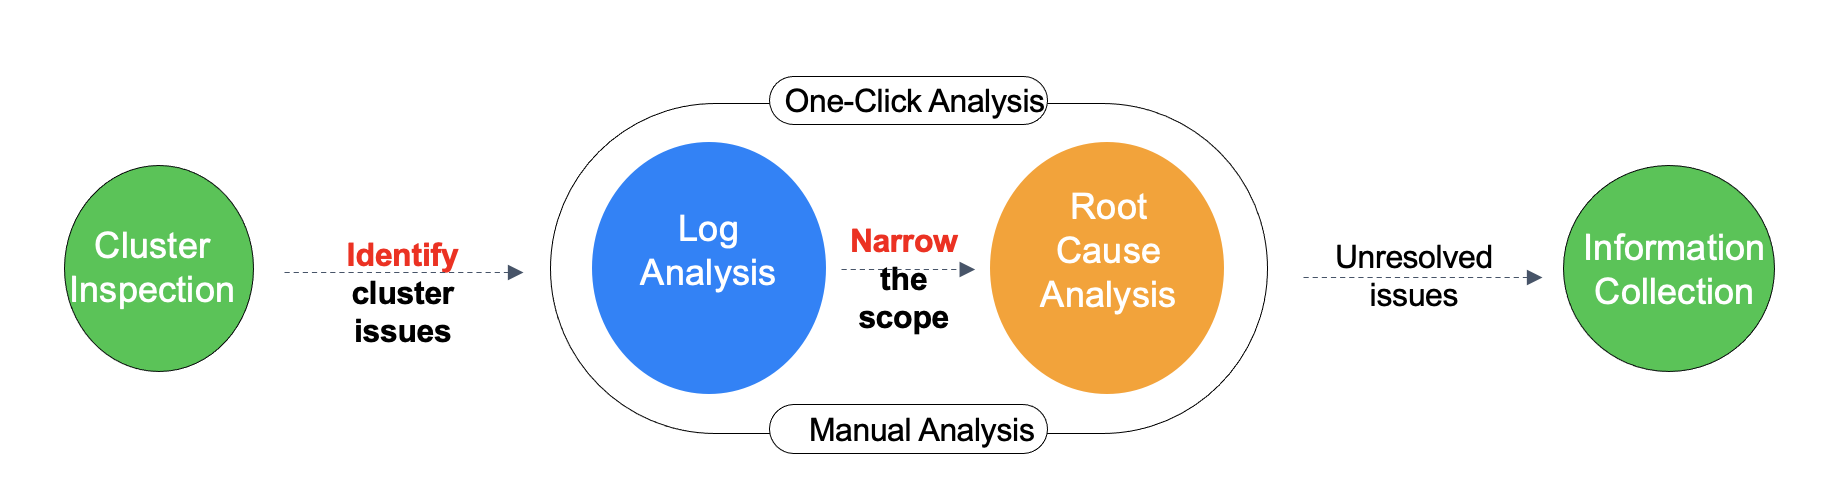 One-Click Analysis
Cluster
Inspection
Identify
cluster
issues
Log
Analysis
Narrow
the
scope
Root
Cause
Analysis
Unresolved
issues
Information
Collection
Manual Analysis